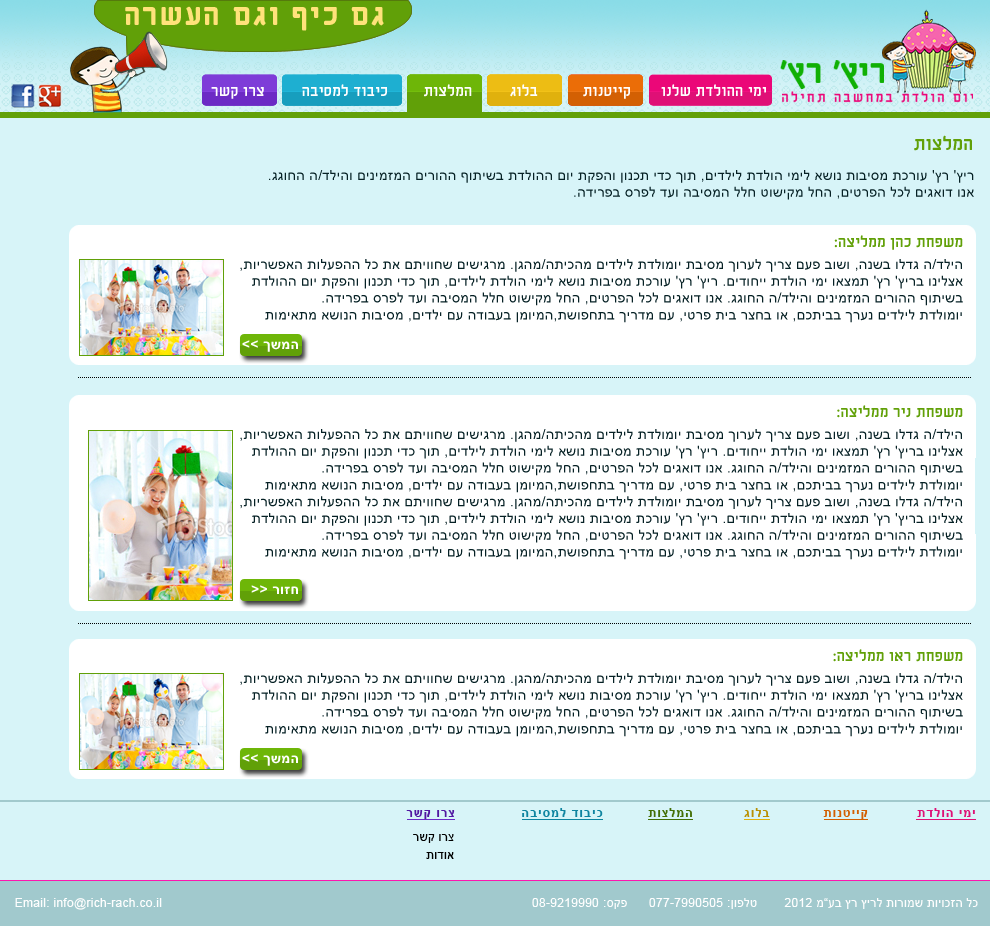 גם כיף וגם העשרה
ריץ' רץ'
יום הולדת במחשבה תחילה
ימי ההולדת שלנו
קייטנות
בלוג
המלצות
כיבוד למסיבה
צרו קשר
המלצות
ריץ' רץ' עורכת מסיבות נושא לימי הולדת לילדים, תוך כדי תכנון והפקת יום ההולדת בשיתוף ההורים המזמינים והילד/ה החוגג.
אנו דואגים לכל הפרטים, החל מקישוט חלל המסיבה ועד לפרס בפרידה.
משפחת כהן ממליצה:
הילד/ה גדלו בשנה, ושוב פעם צריך לערוך מסיבת יומולדת לילדים מהכיתה/מהגן. מרגישים שחוויתם את כל ההפעלות האפשריות,
אצלינו בריץ' רץ' תמצאו ימי הולדת ייחודים. ריץ' רץ' עורכת מסיבות נושא לימי הולדת לילדים, תוך כדי תכנון והפקת יום ההולדת
בשיתוף ההורים המזמינים והילד/ה החוגג. אנו דואגים לכל הפרטים, החל מקישוט חלל המסיבה ועד לפרס בפרידה.
יומולדת לילדים נערך בביתכם, או בחצר בית פרטי, עם מדריך בתחפושת,המיומן בעבודה עם ילדים, מסיבות הנושא מתאימות
המשך >>
משפחת ניר ממליצה:
הילד/ה גדלו בשנה, ושוב פעם צריך לערוך מסיבת יומולדת לילדים מהכיתה/מהגן. מרגישים שחוויתם את כל ההפעלות האפשריות,
אצלינו בריץ' רץ' תמצאו ימי הולדת ייחודים. ריץ' רץ' עורכת מסיבות נושא לימי הולדת לילדים, תוך כדי תכנון והפקת יום ההולדת
בשיתוף ההורים המזמינים והילד/ה החוגג. אנו דואגים לכל הפרטים, החל מקישוט חלל המסיבה ועד לפרס בפרידה.
יומולדת לילדים נערך בביתכם, או בחצר בית פרטי, עם מדריך בתחפושת,המיומן בעבודה עם ילדים, מסיבות הנושא מתאימות
הילד/ה גדלו בשנה, ושוב פעם צריך לערוך מסיבת יומולדת לילדים מהכיתה/מהגן. מרגישים שחוויתם את כל ההפעלות האפשריות,
אצלינו בריץ' רץ' תמצאו ימי הולדת ייחודים. ריץ' רץ' עורכת מסיבות נושא לימי הולדת לילדים, תוך כדי תכנון והפקת יום ההולדת
בשיתוף ההורים המזמינים והילד/ה החוגג. אנו דואגים לכל הפרטים, החל מקישוט חלל המסיבה ועד לפרס בפרידה.
יומולדת לילדים נערך בביתכם, או בחצר בית פרטי, עם מדריך בתחפושת,המיומן בעבודה עם ילדים, מסיבות הנושא מתאימות
חזור >>
משפחת ראו ממליצה:
הילד/ה גדלו בשנה, ושוב פעם צריך לערוך מסיבת יומולדת לילדים מהכיתה/מהגן. מרגישים שחוויתם את כל ההפעלות האפשריות,
אצלינו בריץ' רץ' תמצאו ימי הולדת ייחודים. ריץ' רץ' עורכת מסיבות נושא לימי הולדת לילדים, תוך כדי תכנון והפקת יום ההולדת
בשיתוף ההורים המזמינים והילד/ה החוגג. אנו דואגים לכל הפרטים, החל מקישוט חלל המסיבה ועד לפרס בפרידה.
יומולדת לילדים נערך בביתכם, או בחצר בית פרטי, עם מדריך בתחפושת,המיומן בעבודה עם ילדים, מסיבות הנושא מתאימות
המשך >>
ימי הולדת
קייטנות
בלוג
המלצות
כיבוד למסיבה
צרו קשר
צרו קשר
אודות
כל הזכויות שמורות לריץ רץ בע"מ 2012 טלפון: 077-7990505 פקס: 08-9219990 Email: info@rich-rach.co.il